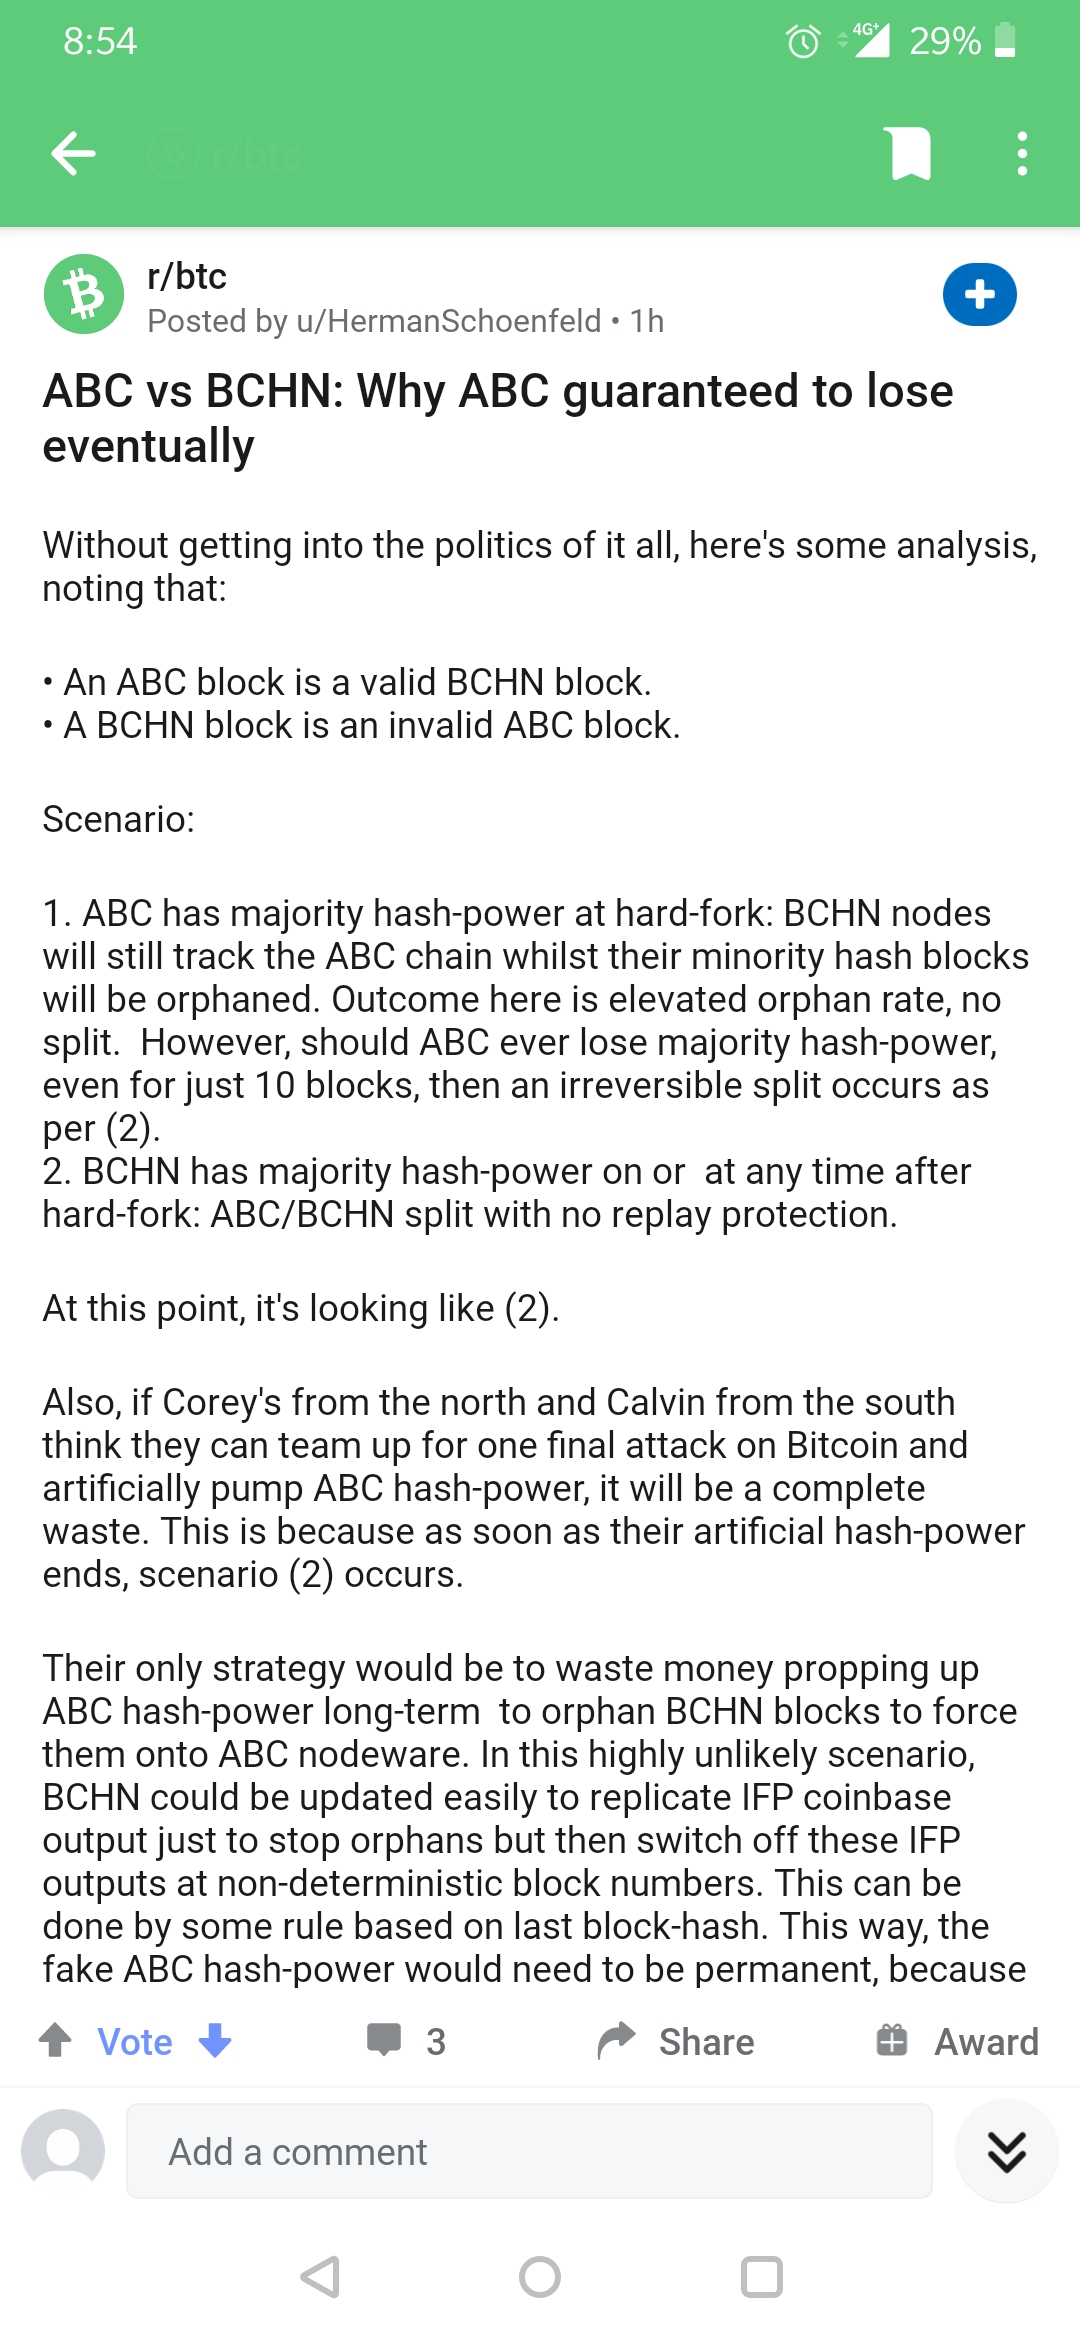 8:54
4G+ 29%
r/btc
r/btc
Posted by u/HermanSchoenfeld • 1h
ABC vs BCHN: Why ABC guaranteed to lose
eventually
Without getting into the politics of it all, here's some analysis,
noting that:
• An ABC block is a valid BCHN block.
• A BCHN block is an invalid ABC block.
Scenario:
1. ABC has majority hash-power at hard-fork: BCHN nodes
will still track the ABC chain whilst their minority hash blocks
will be orphaned. Outcome here is elevated orphan rate, no
split.  However, should ABC ever lose majority hash-power,
even for just 10 blocks, then an irreversible split occurs as
per (2).
2. BCHN has majority hash-power on or  at any time after
hard-fork: ABC/BCHN split with no replay protection.
At this point, it's looking like (2).
Also, if Corey's from the north and Calvin from the south
think they can team up for one final attack on Bitcoin and
artificially pump ABC hash-power, it will be a complete
waste. This is because as soon as their artificial hash-power
ends, scenario (2) occurs.
Their only strategy would be to waste money propping up
ABC hash-power long-term  to orphan BCHN blocks to force
them onto ABC nodeware. In this highly unlikely scenario,
BCHN could be updated easily to replicate IFP coinbase
output just to stop orphans but then switch off these IFP
outputs at non-deterministic block numbers. This can be
done by some rule based on last block-hash. This way, the
fake ABC hash-power would need to be permanent, because
Vote 3 Share Award
Add a comment